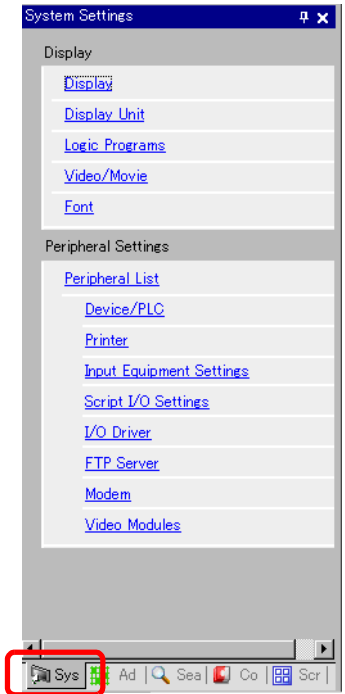 System Settings
Display
Display
Display Unit
Logic Programs
Video/Movie
Font
Peripheral Settings
Peripheral List
Device/PLC
Printer
Input Equipment Settings
Script I/O Settings
I/O Driver
FTP Server
Modem
Video Modules
Sys Ad Sea Co Scr